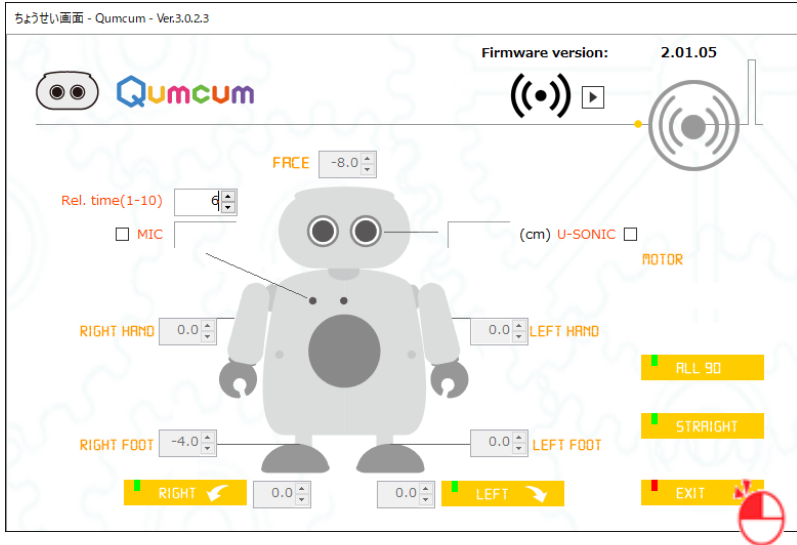 ちょうせい画面 - Qumcum - Ver.3.0.2.3
Firmware version: 2.01.05
Qumcum
FACE -8.0
Rel. time(1-10) 6
MIC
(cm) U-SONIC
MOTOR
RIGHT HAND 0.0
0.0 LEFT HAND
ALL 90
STRAIGHT
RIGHT FOOT -4.0
0.0 LEFT FOOT
RIGHT 0.0
0.0 LEFT
EXIT